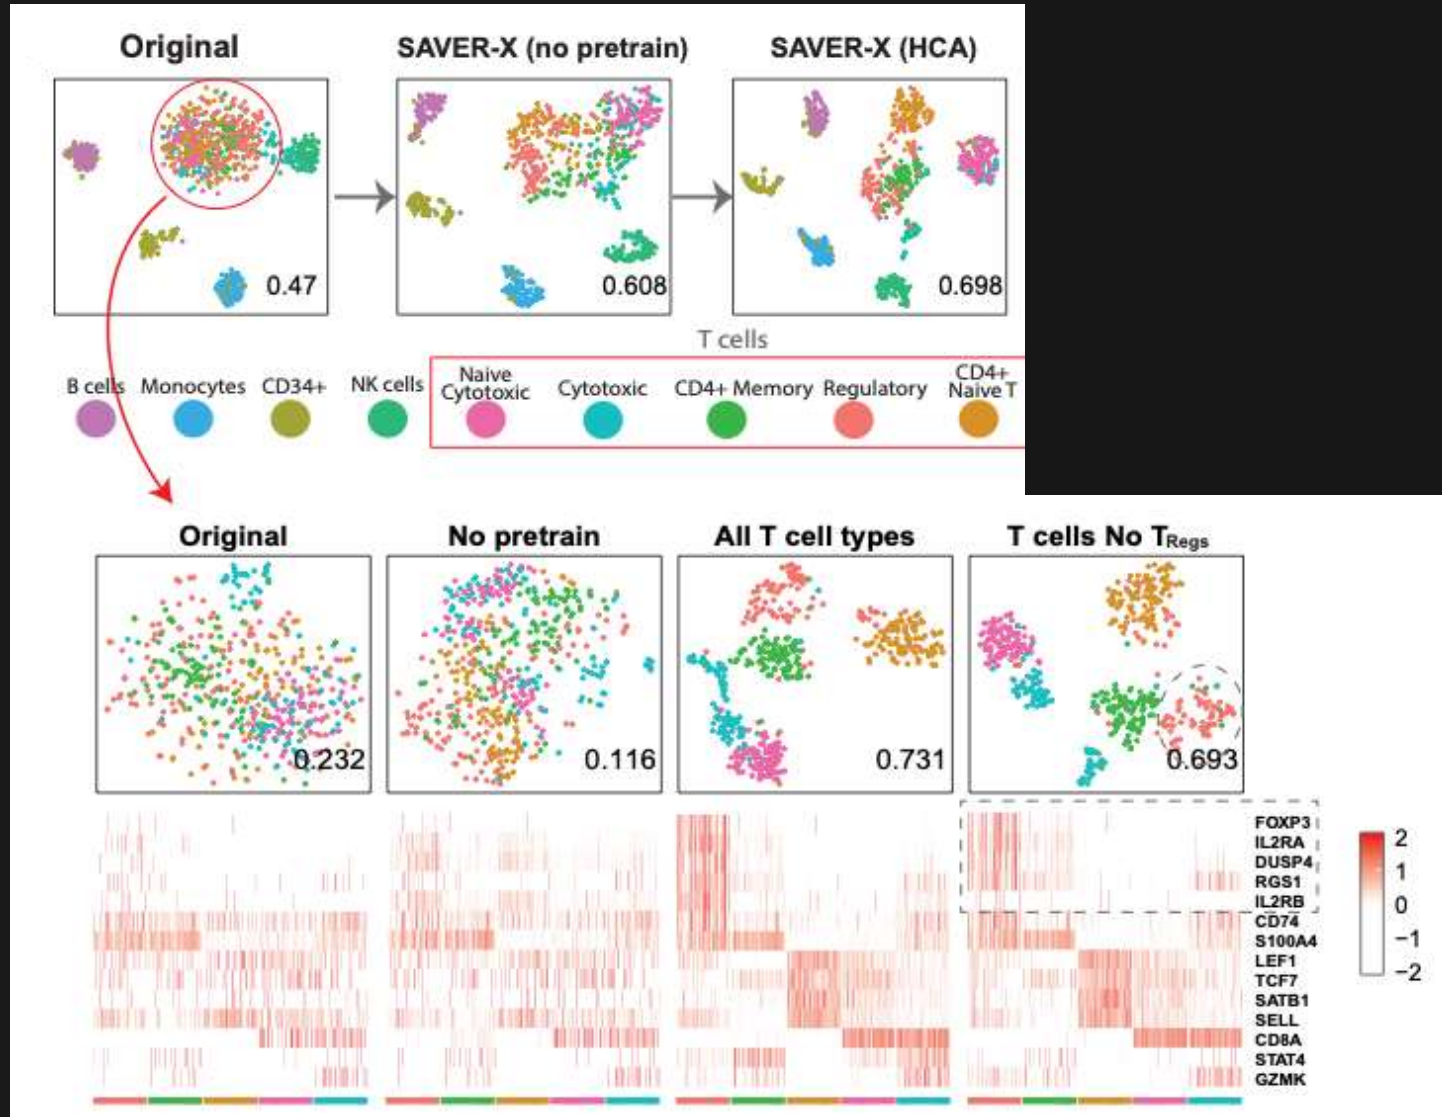 Original
SAVER-X (no pretrain)
SAVER-X (HCA)
0.47
0.608
0.698
T cells
B cells
Monocytes
CD34+
NK cells
Naive
Cytotoxic
Cytotoxic
CD4+ Memory
Regulatory
CD4+
Naive T
Original
No pretrain
All T cell types
T cells No TRegs
0.232
0.116
0.731
0.693
FOXP3
IL2RA
DUSP4
RGS1
IL2RB
CD74
S100A4
LEF1
TCF7
SATB1
SELL
CD8A
STAT4
GZMK
2
1
0
−1
−2